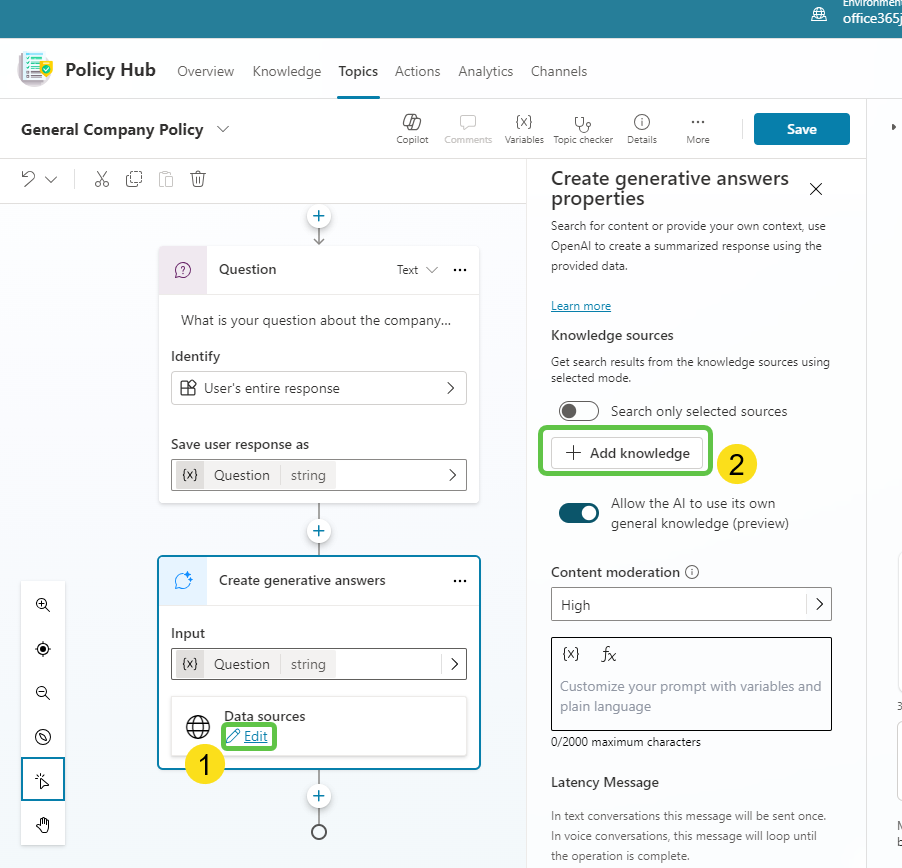 Environment
office365j
Policy Hub
Overview
Knowledge
Topics
Actions
Analytics
Channels
General Company Policy
Copilot
Comments
{x}
Variables
Topic checker
Details
More
Save
Question
Text
What is your question about the company...
Identify
User's entire response
Save user response as
{x} Question string
Create generative answers
Input
{x} Question string
Data sources
Edit
1
Create generative answers
properties
Search for content or provide your own context, use
OpenAI to create a summarized response using the
provided data.
Learn more
Knowledge sources
Get search results from the knowledge sources using
selected mode.
Search only selected sources
Add knowledge
2
Allow the AI to use its own
general knowledge (preview)
Content moderation
High
{x} fx
Customize your prompt with variables and
plain language
0/2000 maximum characters
Latency Message
In text conversations this message will be sent once.
In voice conversations, this message will loop until
the operation is complete.